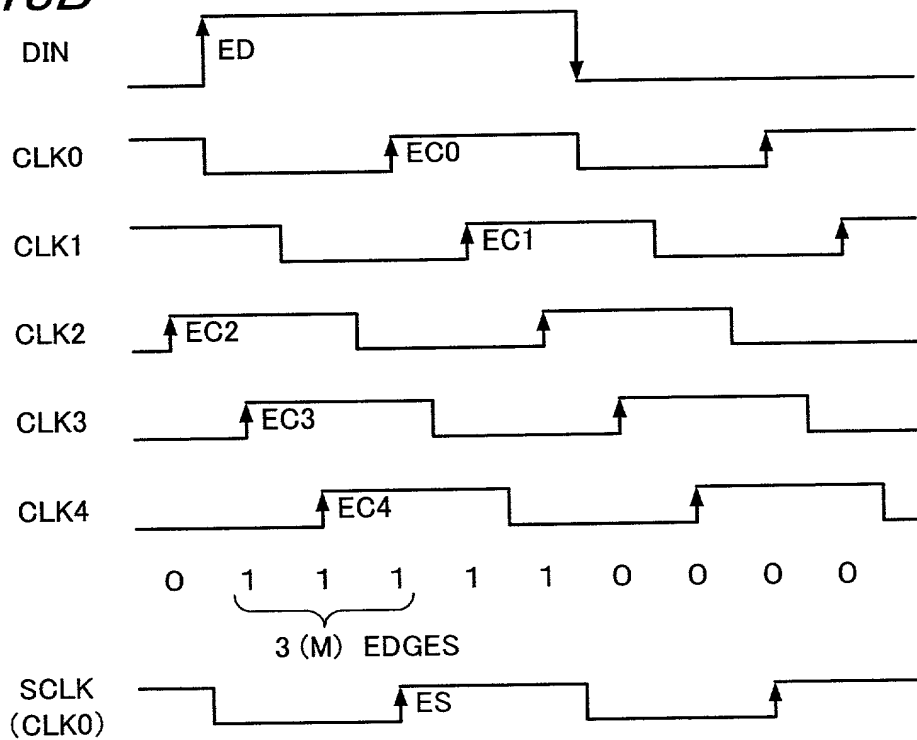 DIN
ED
CLK0
EC0
CLK1
EC1
CLK2
EC2
CLK3
EC3
CLK4
EC4
0 1 1 1 1 1 0 0 0 0
3 (M) EDGES
SCLK
(CLK0)
ES